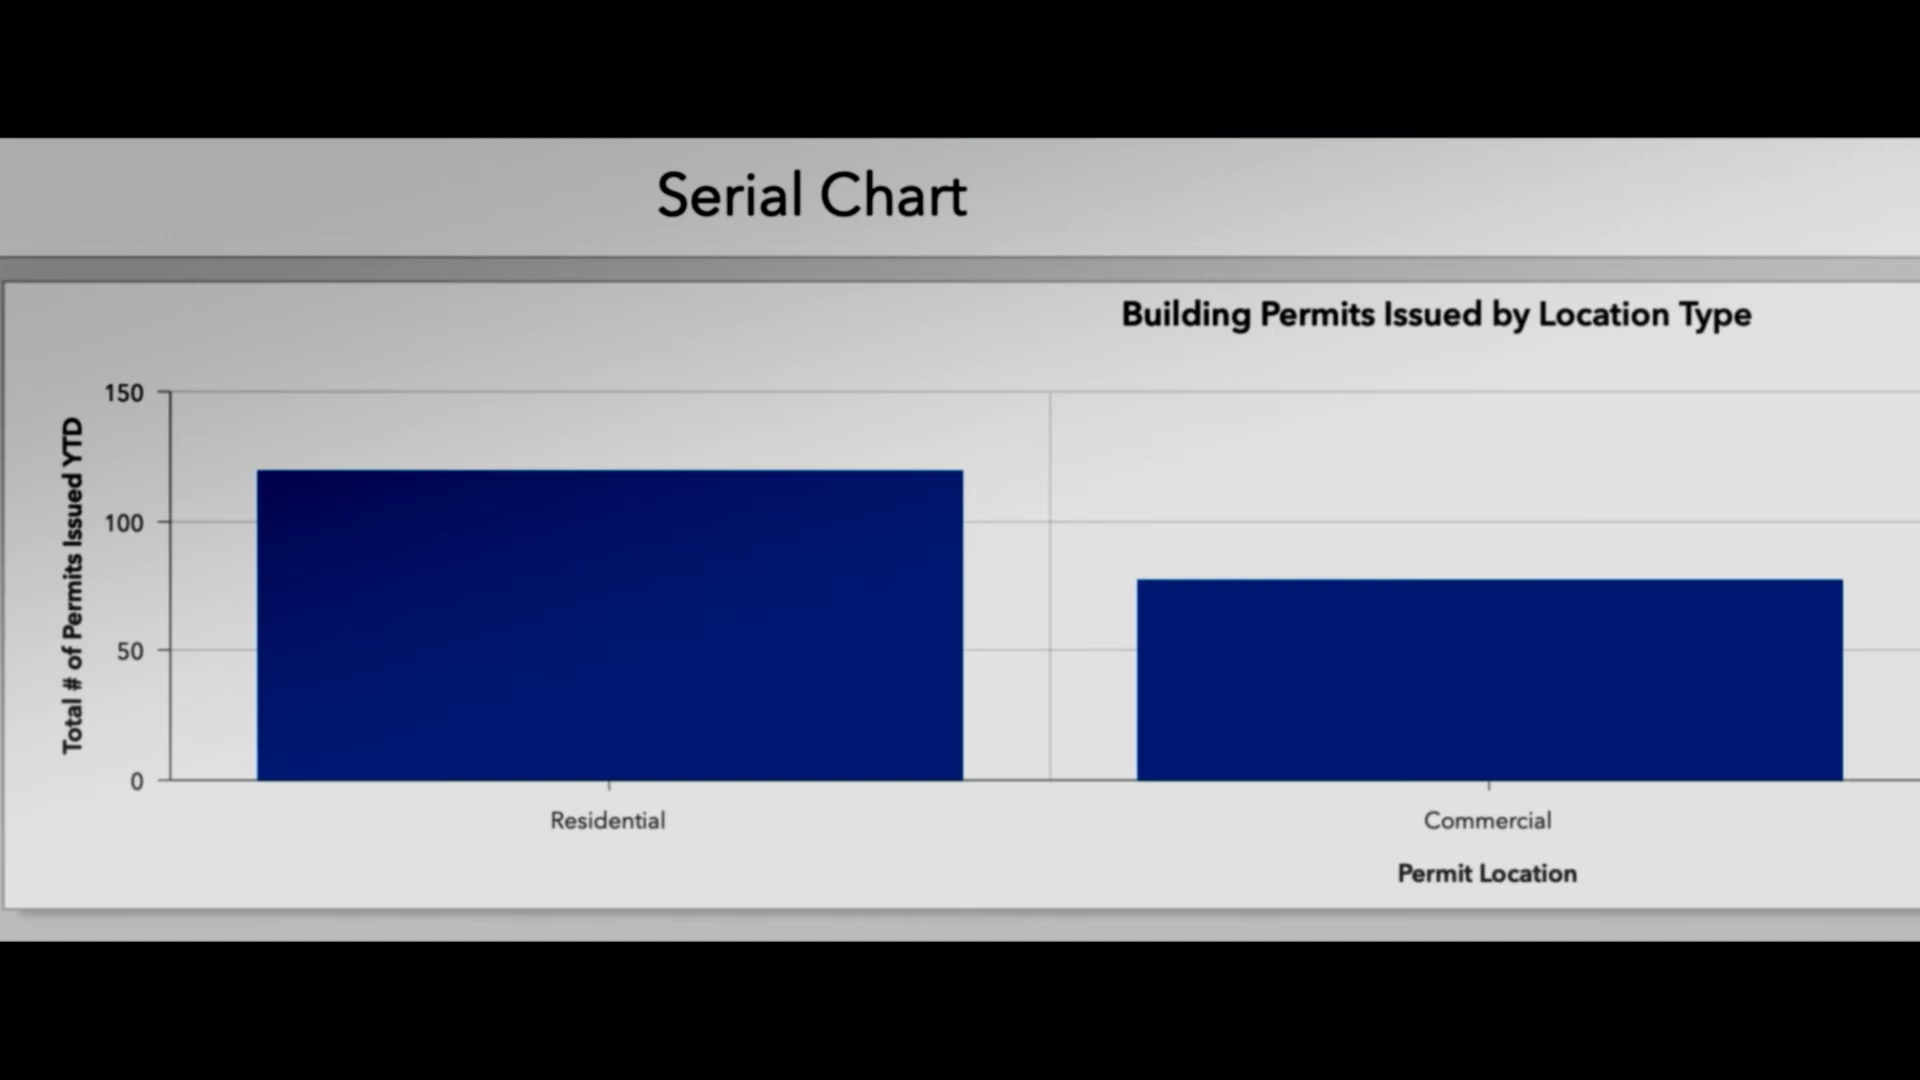 Serial Chart
Building Permits Issued by Location Type
Total # of Permits Issued YTD
150
100
50
0
Residential
Commercial
Permit Location